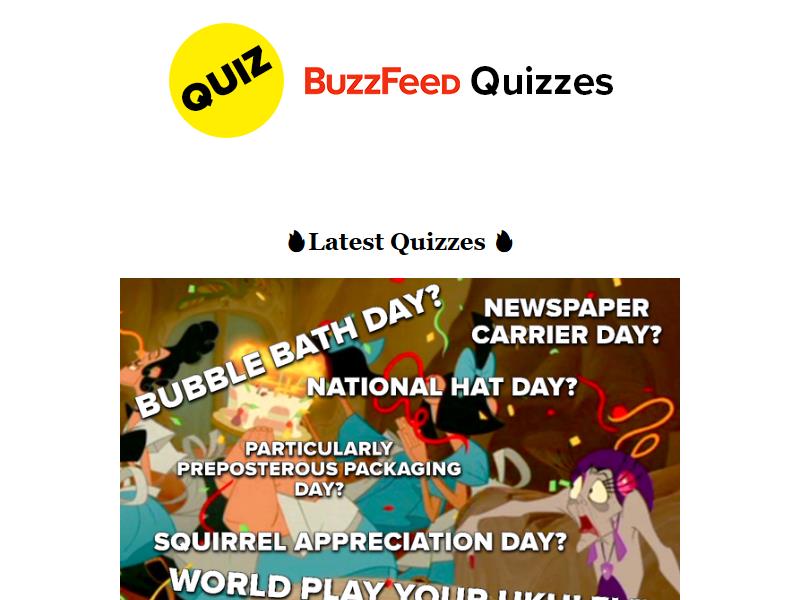 QUIZ
BuzzFeed Quizzes
🔥Latest Quizzes 🔥
BUBBLE BATH DAY?
NEWSPAPER
CARRIER DAY?
NATIONAL HAT DAY?
PARTICULARLY
PREPOSTEROUS PACKAGING
DAY?
SQUIRREL APPRECIATION DAY?
WORLD PLAY YOUR